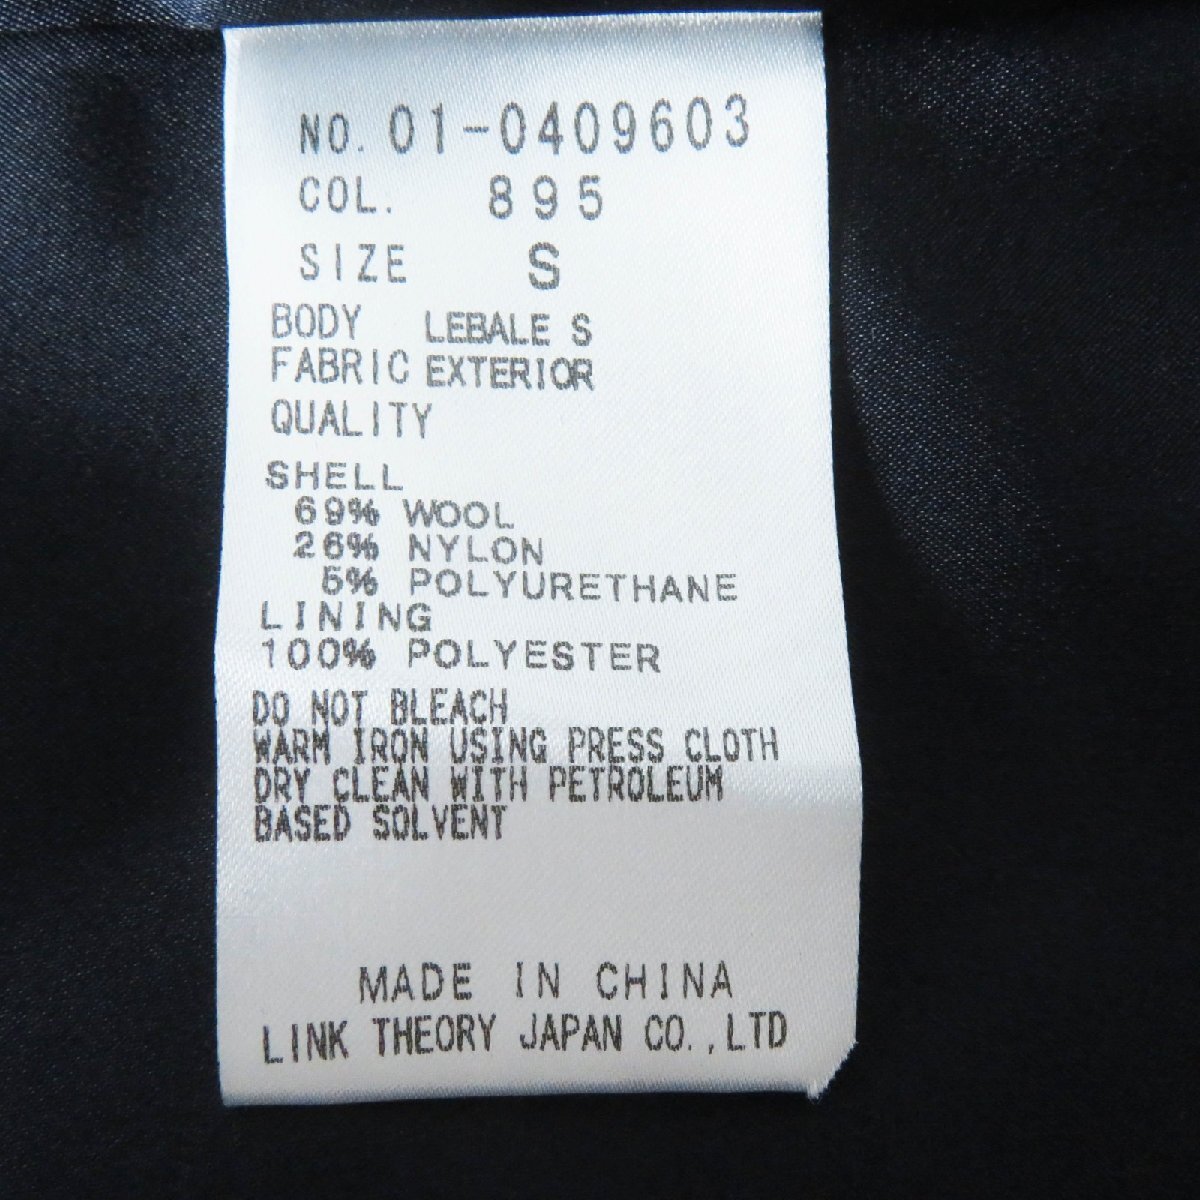 NO. 01-0409603
COL. 895
SIZE S
BODY LEBALE S
FABRIC EXTERIOR
QUALITY
SHELL
69% WOOL
26% NYLON
5% POLYURETHANE
LINING
100% POLYESTER
DO NOT BLEACH
WARM IRON USING PRESS CLOTH
DRY CLEAN WITH PETROLEUM
BASED SOLVENT
MADE IN CHINA
LINK THEORY JAPAN CO.,LTD